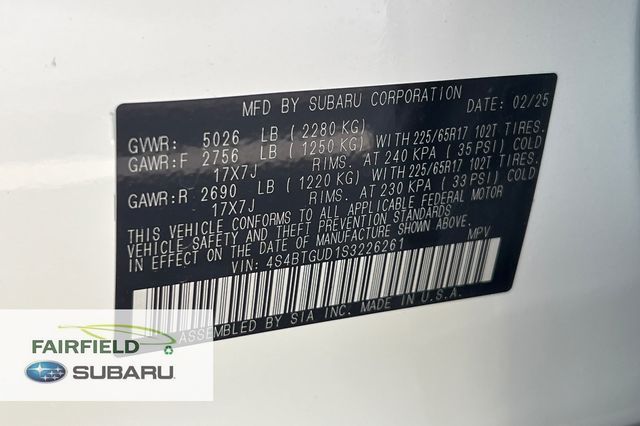 MFD BY SUBARU CORPORATION DATE: 02/25
GVWR: 5026 LB (2280 KG)
GAWR:F 2756 LB (1250 KG) WITH 225/65R17 102T TIRES.
17X7J RIMS. AT 240 KPA (35 PSI) COLD
GAWR:R 2690 LB (1220 KG) WITH 225/65R17 102T TIRES.
17X7J RIMS. AT 230 KPA (33 PSI) COLD
THIS VEHICLE CONFORMS TO ALL APPLICABLE FEDERAL MOTOR
VEHICLE SAFETY AND THEFT PREVENTION STANDARDS
IN EFFECT ON THE DATE OF MANUFACTURE SHOWN ABOVE.
VIN: 4S4BTGUD1S3226261 MPV
ASSEMBLED BY SIA INC. MADE IN U.S.A.
FAIRFIELD
SUBARU